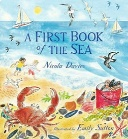 A FIRST BOOK
OF THE SEA
Nicola Davies
Illustrated by Emily Sutton